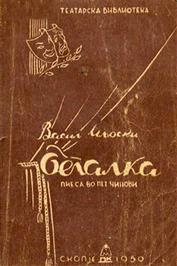 ТЕАТАРСКА БИБЛИОТЕКА
Васил Иљоски
Бегалка
ПИЕСА ВО ПЕТ ЧИНОВИ
СКОПЈЕ 1950